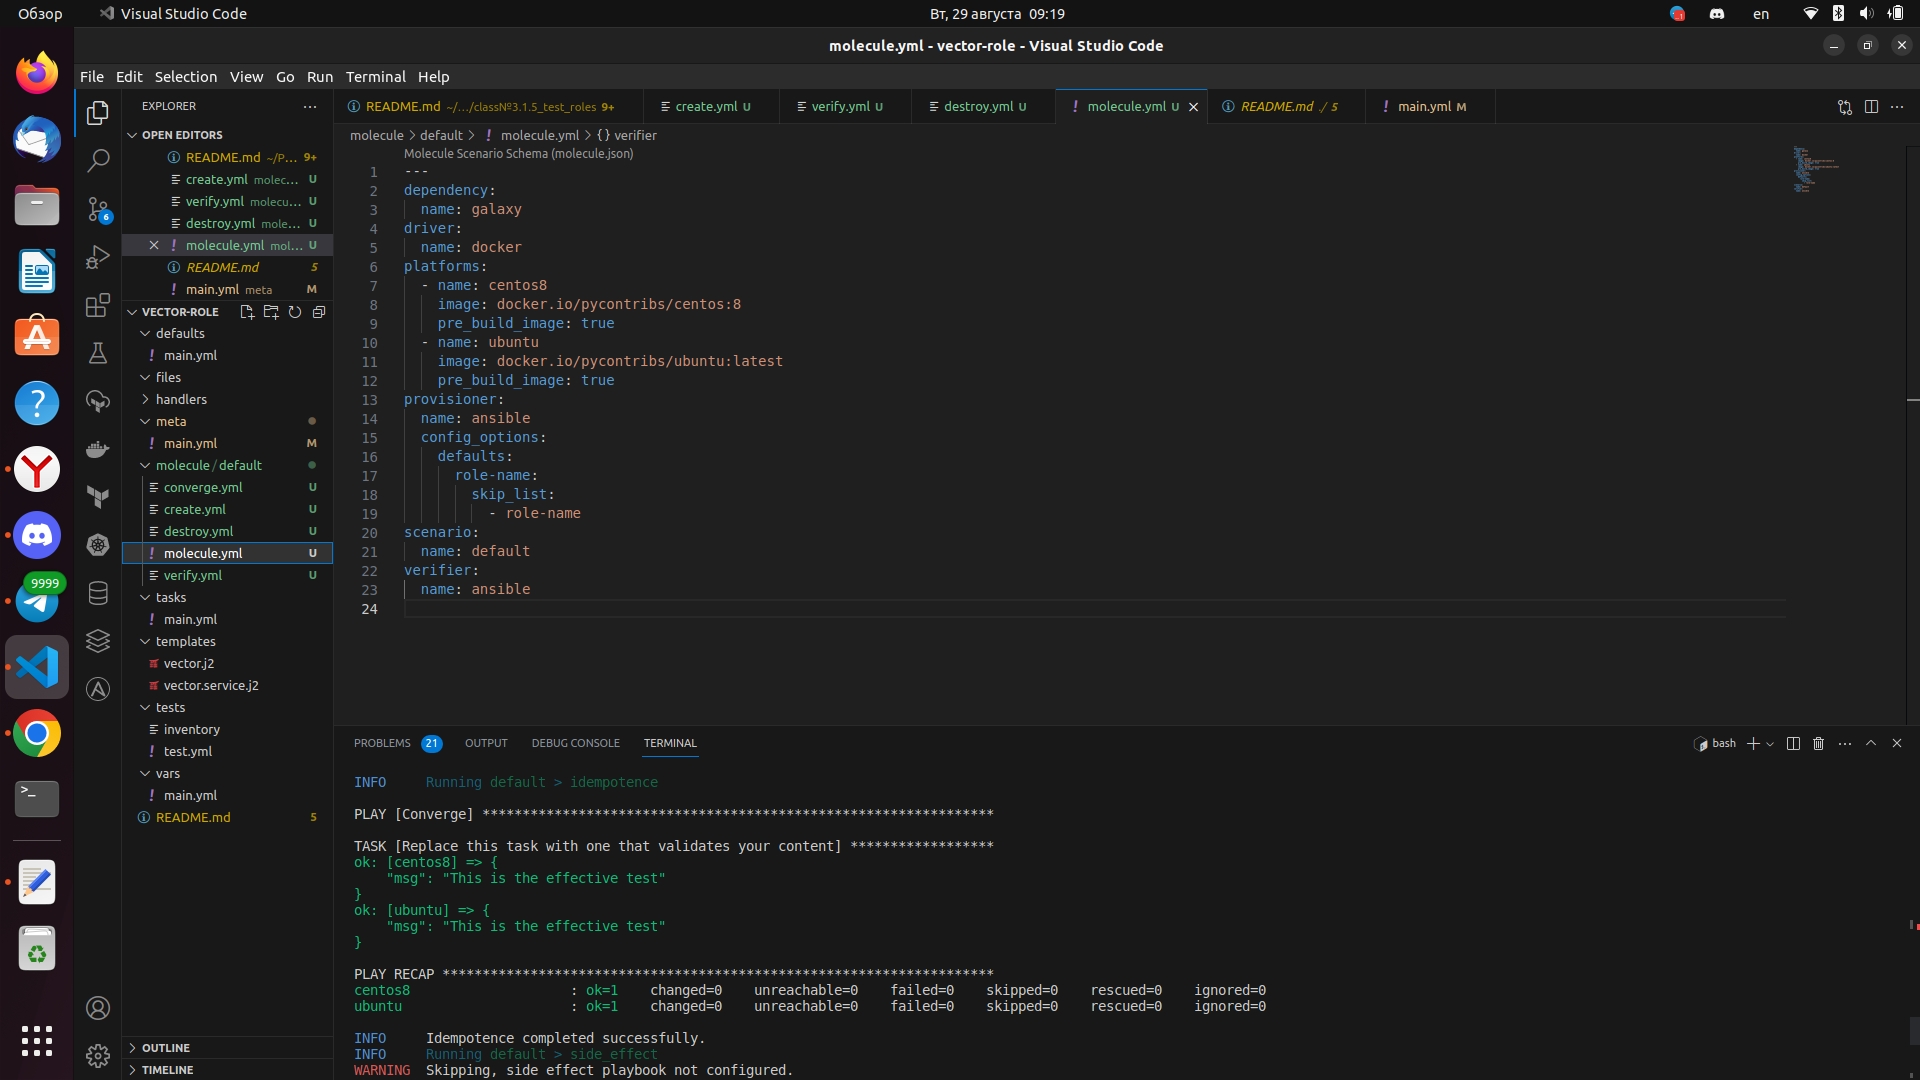 Обзор
Visual Studio Code
Вт, 29 августа 09:19
en
molecule.yml - vector-role - Visual Studio Code
File Edit Selection View Go Run Terminal Help
EXPLORER
README.md ~/.../class№3.1.5_test_roles 9+
create.yml U
verify.yml U
destroy.yml U
molecule.yml U
README.md ./ 5
main.yml M
OPEN EDITORS
README.md ~/P... 9+
create.yml molec... U
verify.yml molecu... U
destroy.yml mole... U
molecule.yml mol... U
README.md 5
main.yml meta M
VECTOR-ROLE
defaults
main.yml
files
handlers
meta
main.yml M
molecule/default
converge.yml U
create.yml U
destroy.yml U
molecule.yml U
verify.yml U
tasks
main.yml
templates
vector.j2
vector.service.j2
tests
inventory
test.yml
vars
main.yml
README.md 5
OUTLINE
TIMELINE
6
9999
molecule > default > ! molecule.yml > {} verifier
Molecule Scenario Schema (molecule.json)
1 ---
2 dependency:
3 name: galaxy
4 driver:
5 name: docker
6 platforms:
7 - name: centos8
8 image: docker.io/pycontribs/centos:8
9 pre_build_image: true
10 - name: ubuntu
11 image: docker.io/pycontribs/ubuntu:latest
12 pre_build_image: true
13 provisioner:
14 name: ansible
15 config_options:
16 defaults:
17 role-name:
18 skip_list:
19 - role-name
20 scenario:
21 name: default
22 verifier:
23 name: ansible
24
PROBLEMS 21 OUTPUT DEBUG CONSOLE TERMINAL
bash
INFO Running default > idempotence
PLAY [Converge] ****************************************************************
TASK [Replace this task with one that validates your content] ******************
ok: [centos8] => {
"msg": "This is the effective test"
}
ok: [ubuntu] => {
"msg": "This is the effective test"
}
PLAY RECAP *********************************************************************
centos8 : ok=1 changed=0 unreachable=0 failed=0 skipped=0 rescued=0 ignored=0
ubuntu : ok=1 changed=0 unreachable=0 failed=0 skipped=0 rescued=0 ignored=0
INFO Idempotence completed successfully.
INFO Running default > side_effect
WARNING Skipping, side effect playbook not configured.